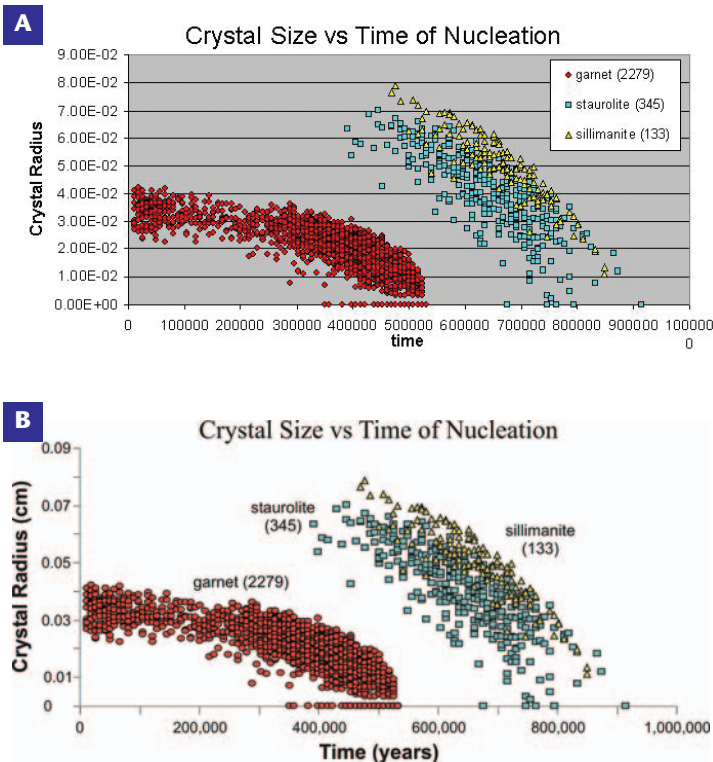 A
Crystal Size vs Time of Nucleation
9.00E-02
8.00E-02
7.00E-02
6.00E-02
5.00E-02
4.00E-02
3.00E-02
2.00E-02
1.00E-02
0.00E+00
Crystal Radius
garnet (2279)
staurolite (345)
sillimanite (133)
0 100000 200000 300000 400000 500000 600000 700000 800000 900000 100000
0
time
B
Crystal Size vs Time of Nucleation
0.09
0.07
0.05
0.03
0.01
0
Crystal Radius (cm)
staurolite
(345)
sillimanite
(133)
garnet (2279)
0 200,000 400,000 600,000 800,000 1,000,000
Time (years)